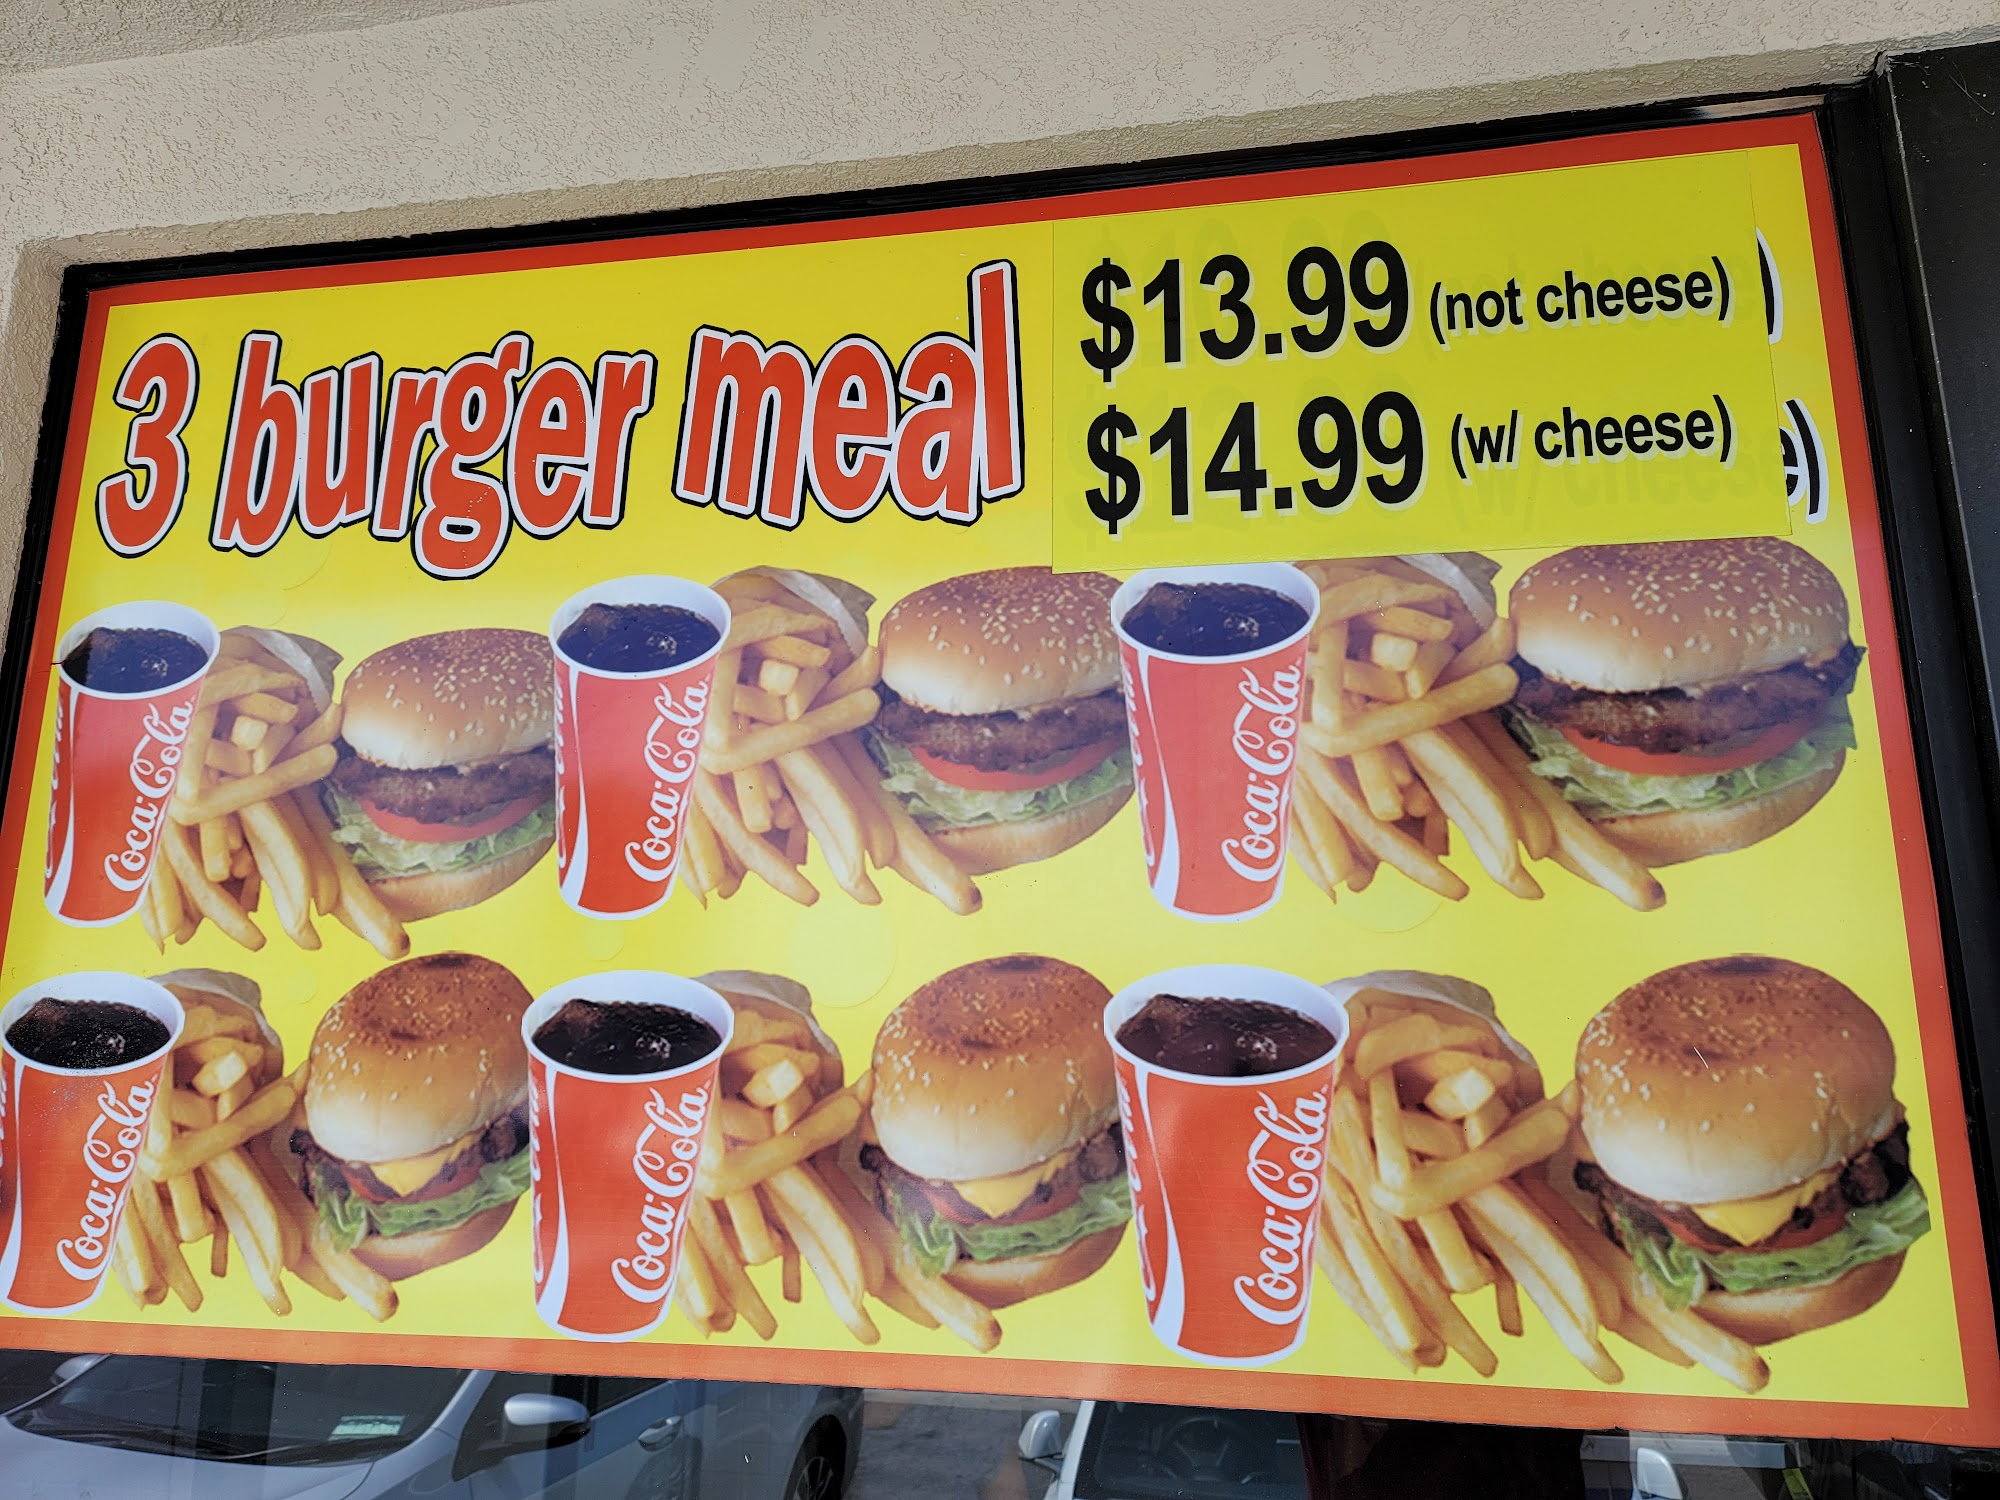 3 burger meal
$13.99 (not cheese)
$14.99 (w/ cheese)
Coca-Cola
Coca-Cola
Coca-Cola
Coca-Cola
Coca-Cola
Coca-Cola